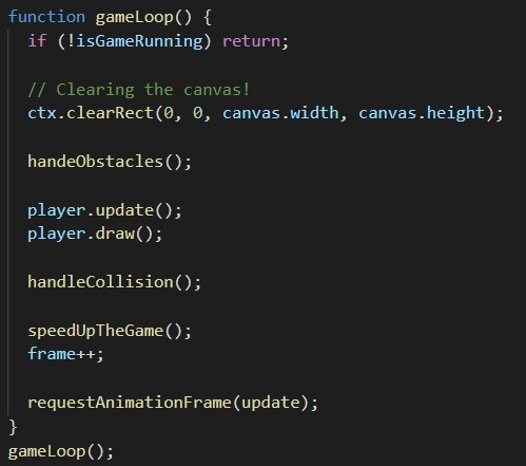 function gameLoop() {
if (!isGameRunning) return;
// Clearing the canvas!
ctx.clearRect(0, 0, canvas.width, canvas.height);
handeObstacles();
player.update();
player.draw();
handleCollision();
speedUpTheGame();
frame++;
requestAnimationFrame(update);
}
gameLoop();